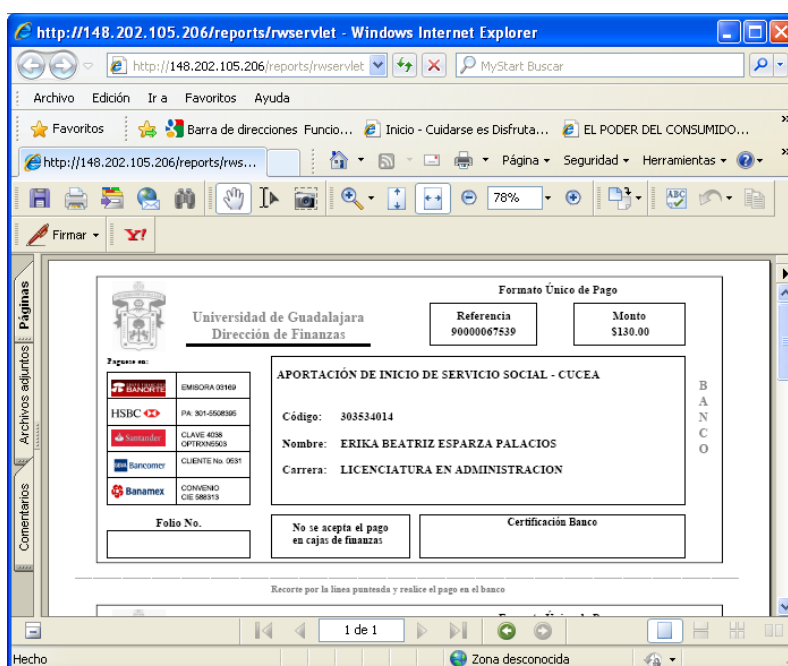 http://148.202.105.206/reports/rwservlet - Windows Internet Explorer
http://148.202.105.206/reports/rwservlet
MyStart Buscar
Archivo Edición Ir a Favoritos Ayuda
Favoritos Barra de direcciones Funcio... Inicio - Cuidarse es Disfruta... EL PODER DEL CONSUMIDO... »
http://148.202.105.206/reports/rws... Página Seguridad Herramientas »
78%
Firmar Y!
Páginas
Archivos adjuntos
Comentarios
Formato Único de Pago
Universidad de Guadalajara
Dirección de Finanzas
Referencia
90000067539
Monto
$130.00
Paguese en:
BANORTE EMISORA 03169
HSBC PA: 301-5508395
Santander CLAVE 4038
OPTRXN5503
BBVA Bancomer CLIENTE No. 0631
Banamex CONVENIO
CIE 588313
APORTACIÓN DE INICIO DE SERVICIO SOCIAL - CUCEA
Código: 303534014
Nombre: ERIKA BEATRIZ ESPARZA PALACIOS
Carrera: LICENCIATURA EN ADMINISTRACION
BANCO
Folio No.
No se acepta el pago
en cajas de finanzas
Certificación Banco
Recorte por la linea punteada y realice el pago en el banco
1 de 1
Hecho
Zona desconocida